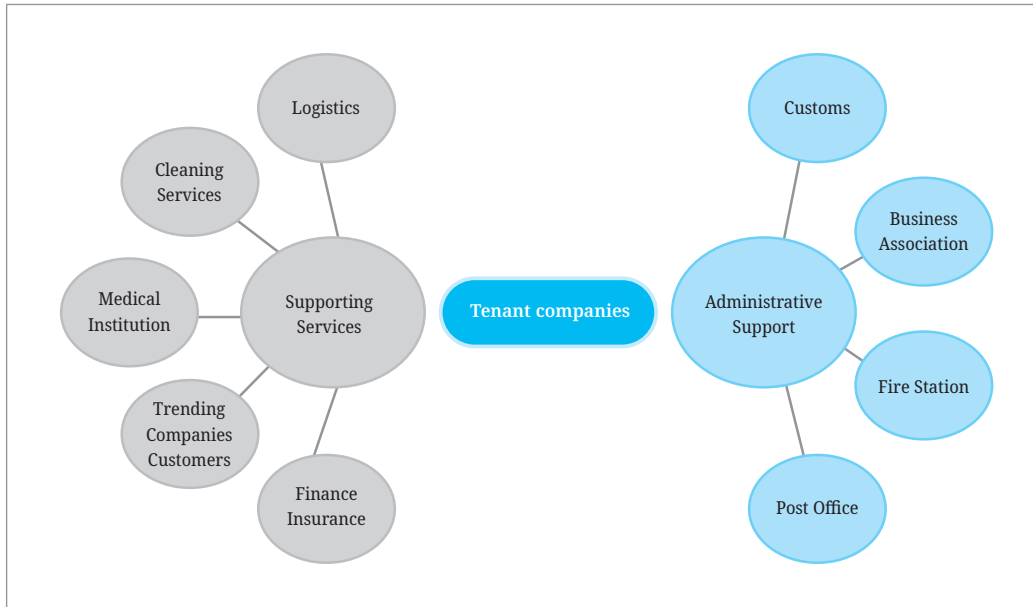 Logistics
Cleaning
Services
Medical
Institution
Trending
Companies
Customers
Finance
Insurance
Supporting
Services
Tenant companies
Administrative
Support
Customs
Business
Association
Fire Station
Post Office